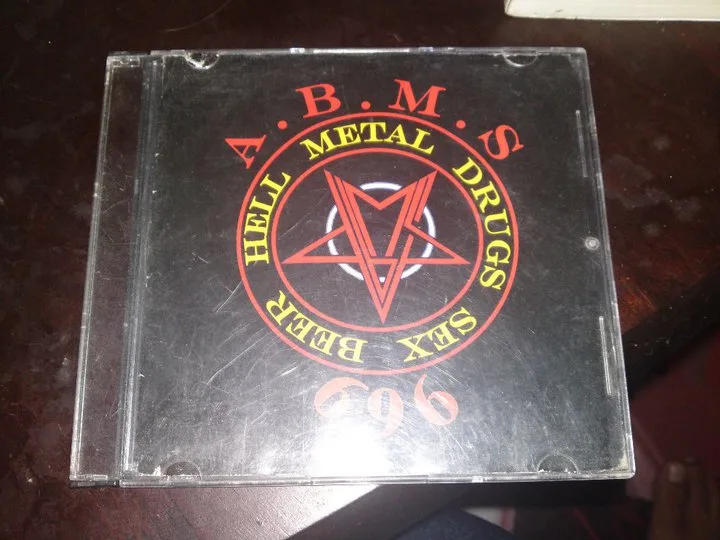 A.B.M.S
HELL METAL DRUGS SEX BEER
666